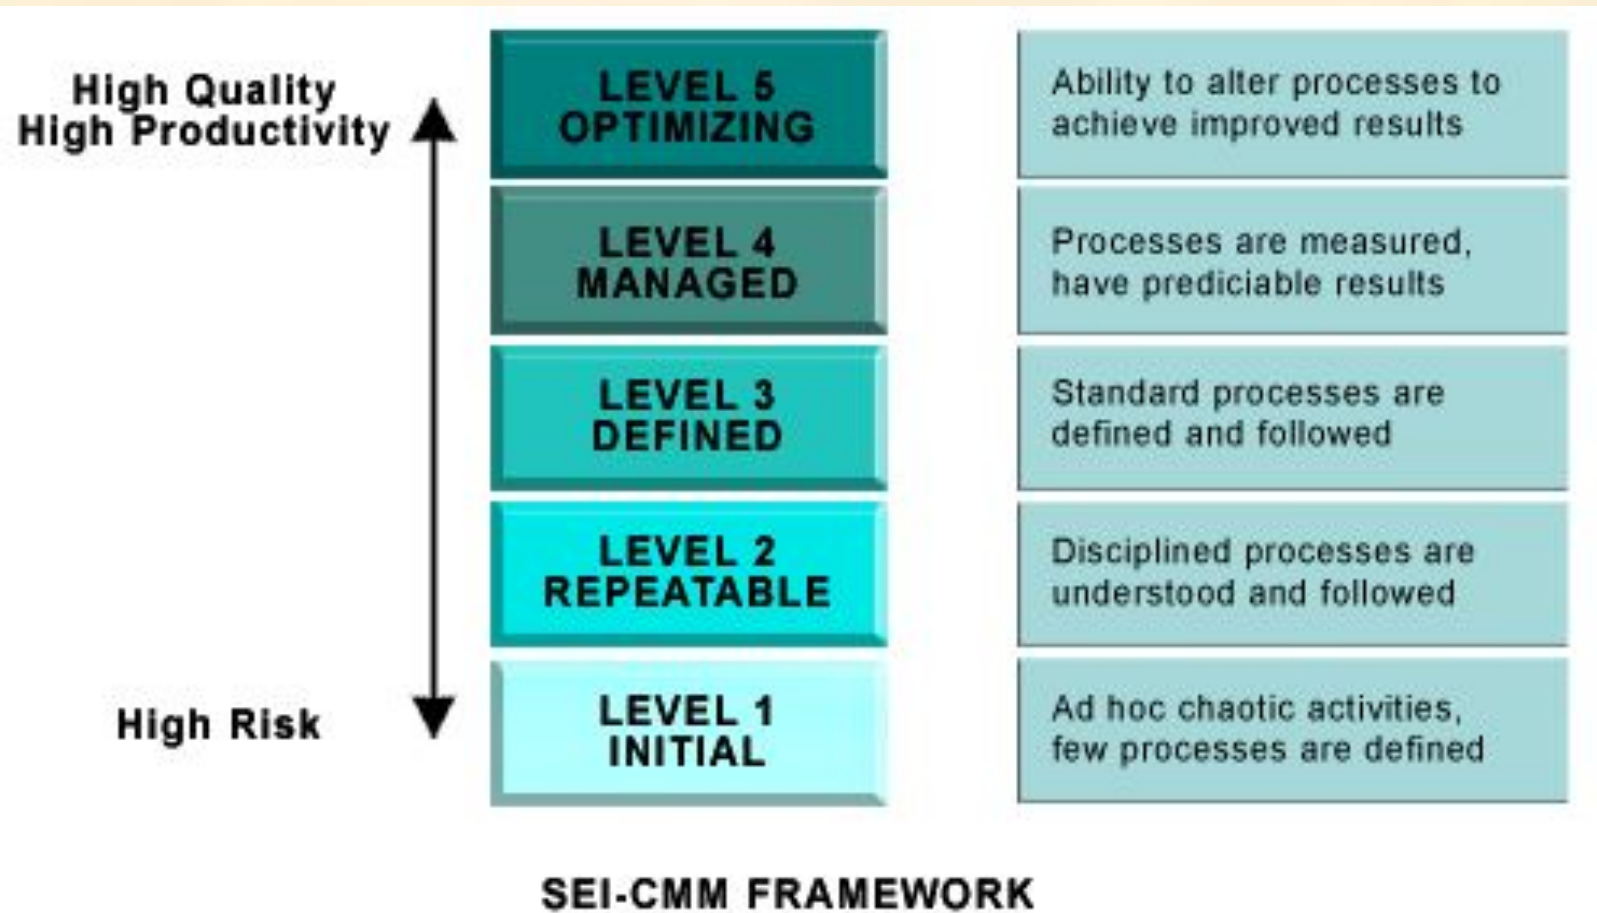 High Quality
High Productivity
LEVEL 5
OPTIMIZING
Ability to alter processes to
achieve improved results
LEVEL 4
MANAGED
Processes are measured,
have prediciable results
LEVEL 3
DEFINED
Standard processes are
defined and followed
LEVEL 2
REPEATABLE
Disciplined processes are
understood and followed
High Risk
LEVEL 1
INITIAL
Ad hoc chaotic activities,
few processes are defined
SEI-CMM FRAMEWORK